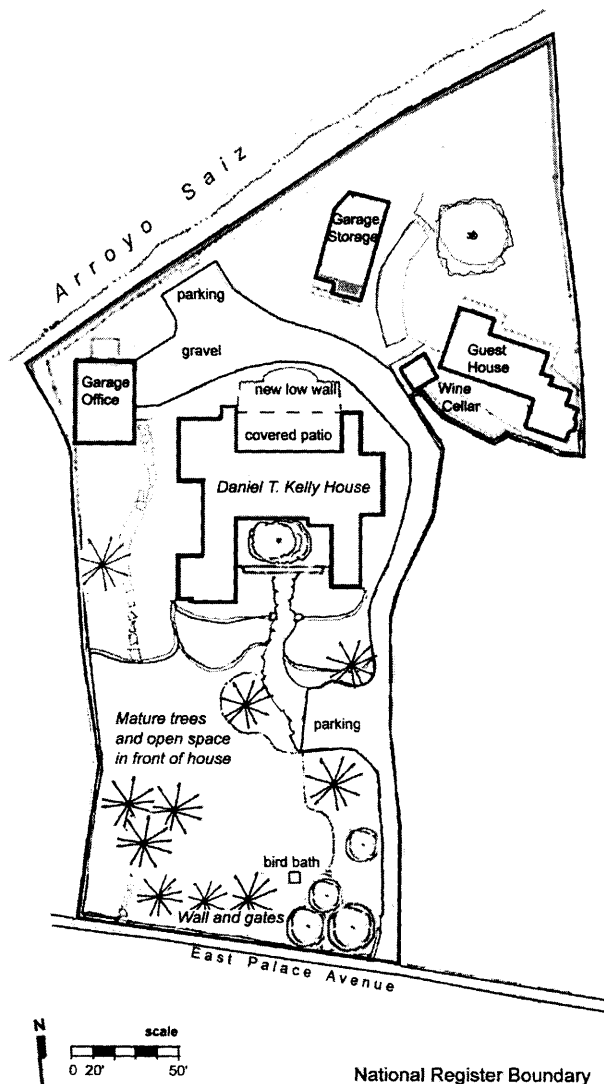 Arroyo Saiz
Garage
Storage
parking
gravel
Garage
Office
Guest
House
Wine
Cellar
new low wall
covered patio
Daniel T. Kelly House
Mature trees
and open space
in front of house
parking
bird bath
Wall and gates
East Palace Avenue
N
scale
0 20' 50'
National Register Boundary